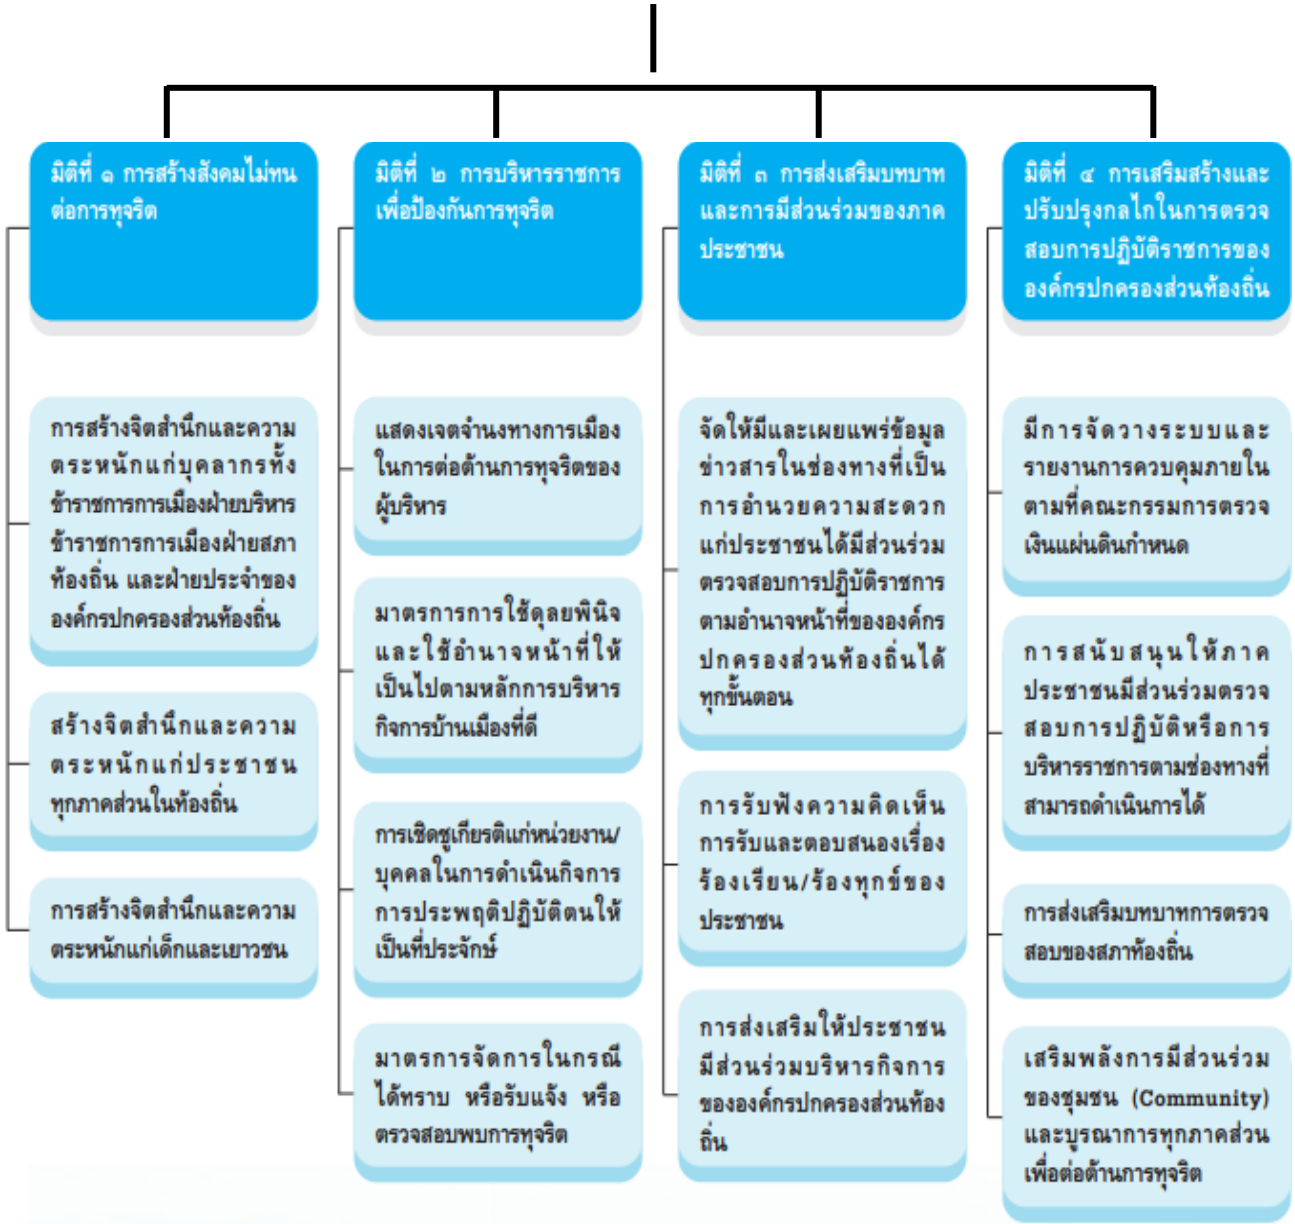 มิติที่ ๑ การสร้างสังคมไม่ทน
ต่อการทุจริต
การสร้างจิตสำนึกและความ
ตระหนักแก่บุคลากรทั้ง
ข้าราชการการเมืองฝ่ายบริหาร
ข้าราชการการเมืองฝ่ายสภา
ท้องถิ่น และฝ่ายประจำของ
องค์กรปกครองส่วนท้องถิ่น
สร้างจิตสำนึกและความ
ตระหนักแก่ประชาชน
ทุกภาคส่วนในท้องถิ่น
การสร้างจิตสำนึกและความ
ตระหนักแก่เด็กและเยาวชน
มิติที่ ๒ การบริหารราชการ
เพื่อป้องกันการทุจริต
แสดงเจตจำนงทางการเมือง
ในการต่อต้านการทุจริตของ
ผู้บริหาร
มาตรการการใช้ดุลยพินิจ
และใช้อำนาจหน้าที่ให้
เป็นไปตามหลักการบริหาร
กิจการบ้านเมืองที่ดี
การเชิดชูเกียรติแก่หน่วยงาน/
บุคคลในการดำเนินกิจการ
การประพฤติปฏิบัติตนให้
เป็นที่ประจักษ์
มาตรการจัดการในกรณี
ได้ทราบ หรือรับแจ้ง หรือ
ตรวจสอบพบการทุจริต
มิติที่ ๓ การส่งเสริมบทบาท
และการมีส่วนร่วมของภาค
ประชาชน
จัดให้มีและเผยแพร่ข้อมูล
ข่าวสารในช่องทางที่เป็น
การอำนวยความสะดวก
แก่ประชาชนได้มีส่วนร่วม
ตรวจสอบการปฏิบัติราชการ
ตามอำนาจหน้าที่ขององค์กร
ปกครองส่วนท้องถิ่นได้
ทุกขั้นตอน
การรับฟังความคิดเห็น
การรับและตอบสนองเรื่อง
ร้องเรียน/ร้องทุกข์ของ
ประชาชน
การส่งเสริมให้ประชาชน
มีส่วนร่วมบริหารกิจการ
ขององค์กรปกครองส่วนท้อง
ถิ่น
มิติที่ ๔ การเสริมสร้างและ
ปรับปรุงกลไกในการตรวจ
สอบการปฏิบัติราชการของ
องค์กรปกครองส่วนท้องถิ่น
มีการจัดวางระบบและ
รายงานการควบคุมภายใน
ตามที่คณะกรรมการตรวจ
เงินแผ่นดินกำหนด
การสนับสนุนให้ภาค
ประชาชนมีส่วนร่วมตรวจ
สอบการปฏิบัติหรือการ
บริหารราชการตามช่องทางที่
สามารถดำเนินการได้
การส่งเสริมบทบาทการตรวจ
สอบของสภาท้องถิ่น
เสริมพลังการมีส่วนร่วม
ของชุมชน (Community)
และบูรณาการทุกภาคส่วน
เพื่อต่อต้านการทุจริต